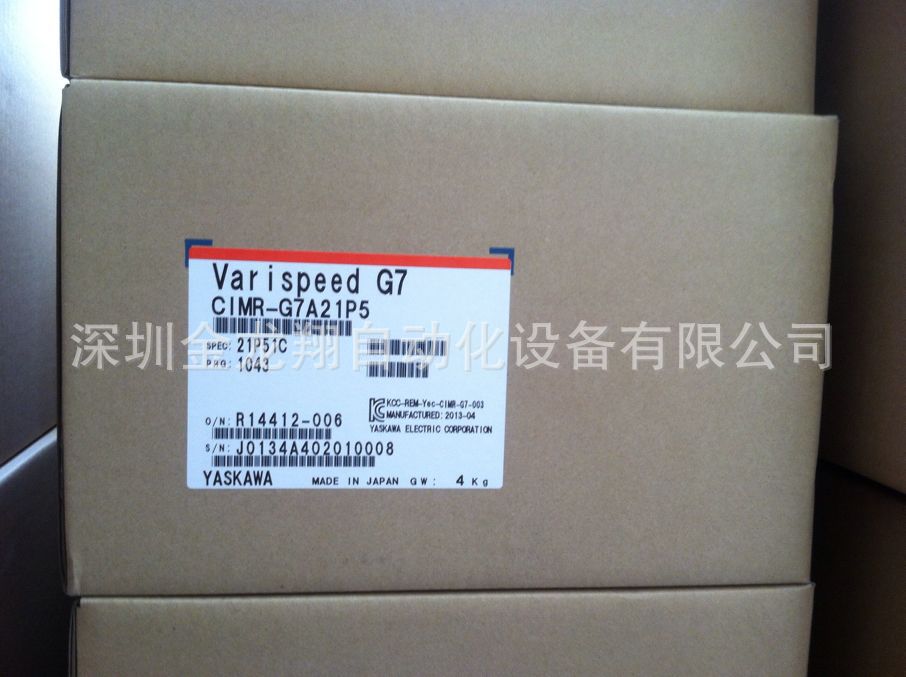 Varispeed G7
CIMR-G7A21P5
深圳金龙翔自动化设备有限公司
SPEC: 21P51C
PRG: 1043
KCC-REM-Yec-CIMR-G7-003
MANUFACTURED: 2013-04
O/N: R14412-006
YASKAWA ELECTRIC CORPORATION
S/N: J0134A402010008
YASKAWA MADE IN JAPAN GW: 4 Kg